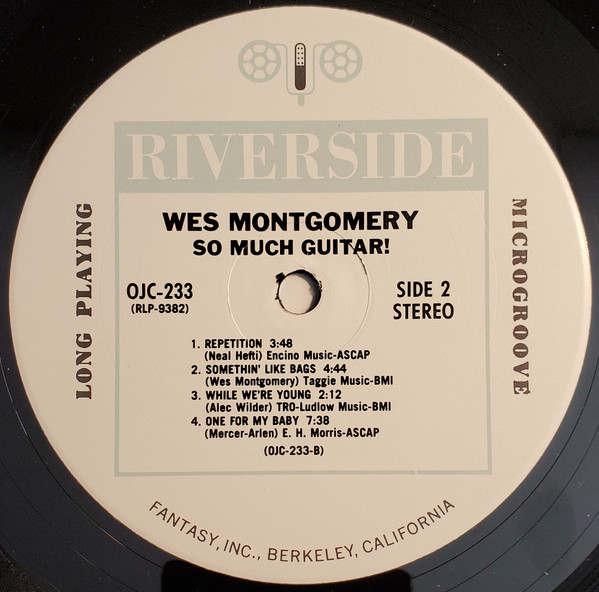 RIVERSIDE
WES MONTGOMERY
SO MUCH GUITAR!
LONG PLAYING
MICROGROOVE
OJC-233
(RLP-9382)
SIDE 2
STEREO
1. REPETITION 3:48
(Neal Hefti) Encino Music-ASCAP
2. SOMETHIN' LIKE BAGS 4:44
(Wes Montgomery) Taggie Music-BMI
3. WHILE WE'RE YOUNG 2:12
(Alec Wilder) TRO-Ludlow Music-BMI
4. ONE FOR MY BABY 7:38
(Mercer-Arlen) E. H. Morris-ASCAP
(OJC-233-B)
FANTASY, INC., BERKELEY, CALIFORNIA